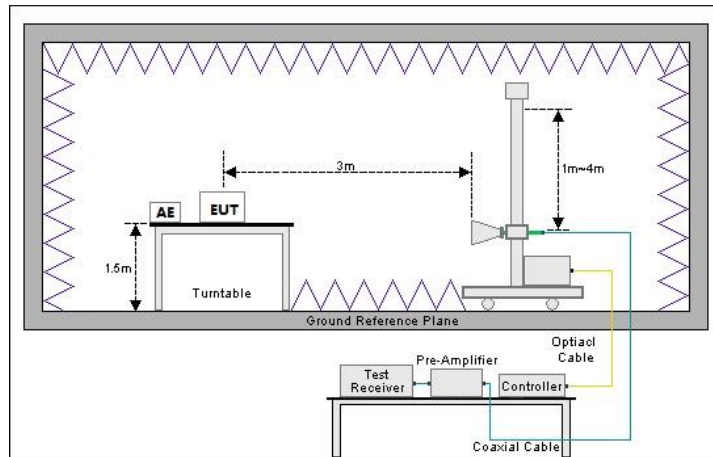 3m
1m~4m
AE
EUT
1.5m
Turntable
Ground Reference Plane
Optiacl
Cable
Pre-Amplifier
Test
Receiver
Controller
Coaxial Cable